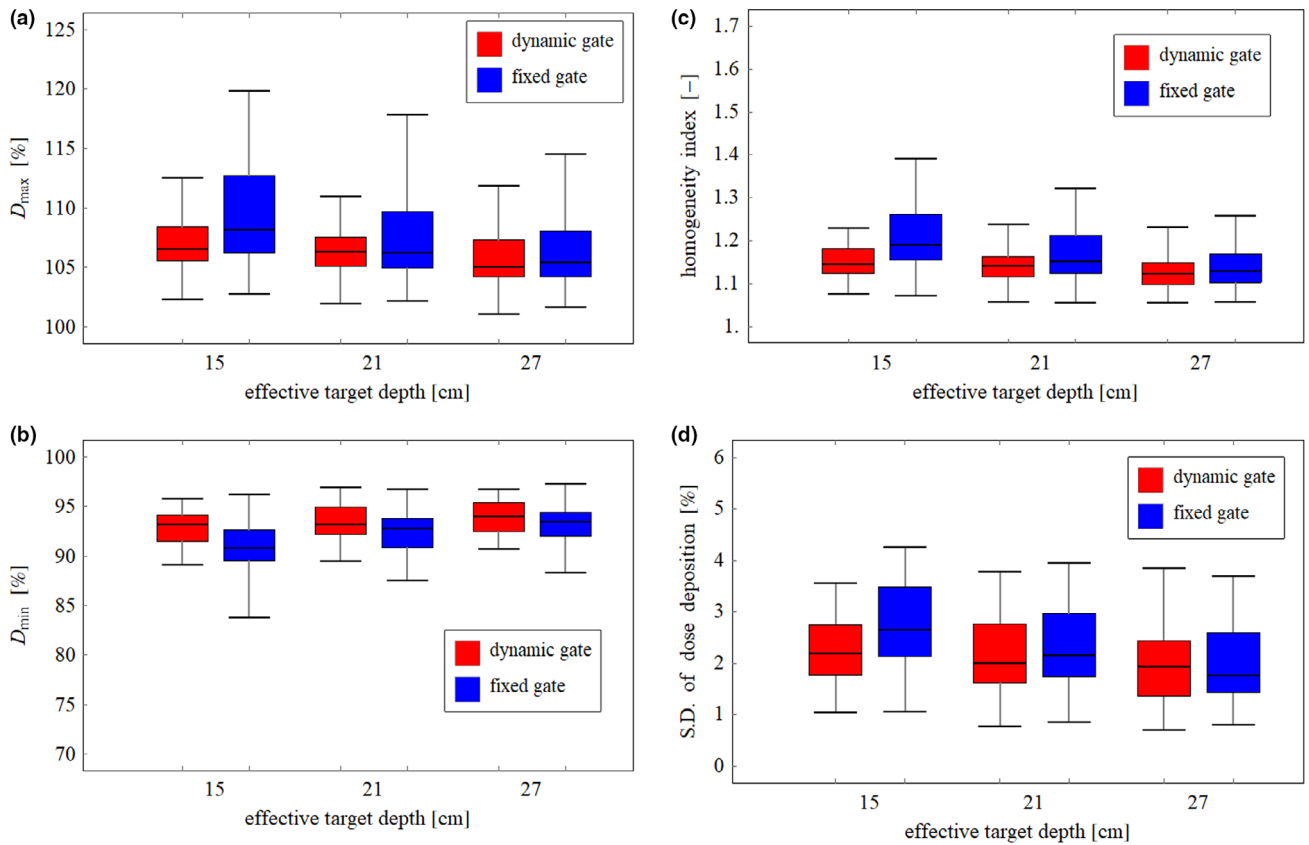 (a)
125
120
115
110
105
100
D max [%]
dynamic gate
fixed gate
15 21 27
effective target depth [cm]
(c)
1.7
1.6
1.5
1.4
1.3
1.2
1.1
1.
homogeneity index [−]
dynamic gate
fixed gate
15 21 27
effective target depth [cm]
(b)
100
95
90
85
80
75
70
D min [%]
dynamic gate
fixed gate
15 21 27
effective target depth [cm]
(d)
6
5
4
3
2
1
0
S.D. of dose deposition [%]
dynamic gate
fixed gate
15 21 27
effective target depth [cm]